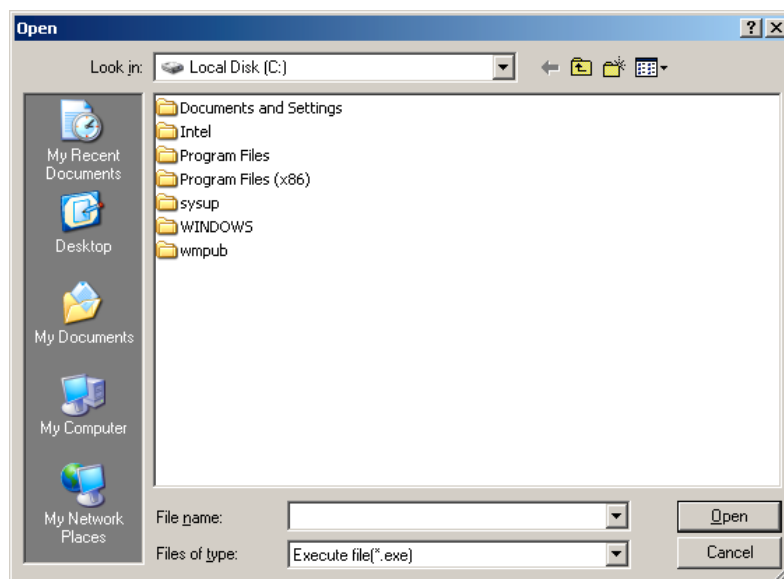 Open
Look in:
Local Disk (C:)
My Recent
Documents
Desktop
My Documents
My Computer
My Network
Places
Documents and Settings
Intel
Program Files
Program Files (x86)
sysup
WINDOWS
wmpub
File name:
Open
Files of type:
Execute file(*.exe)
Cancel